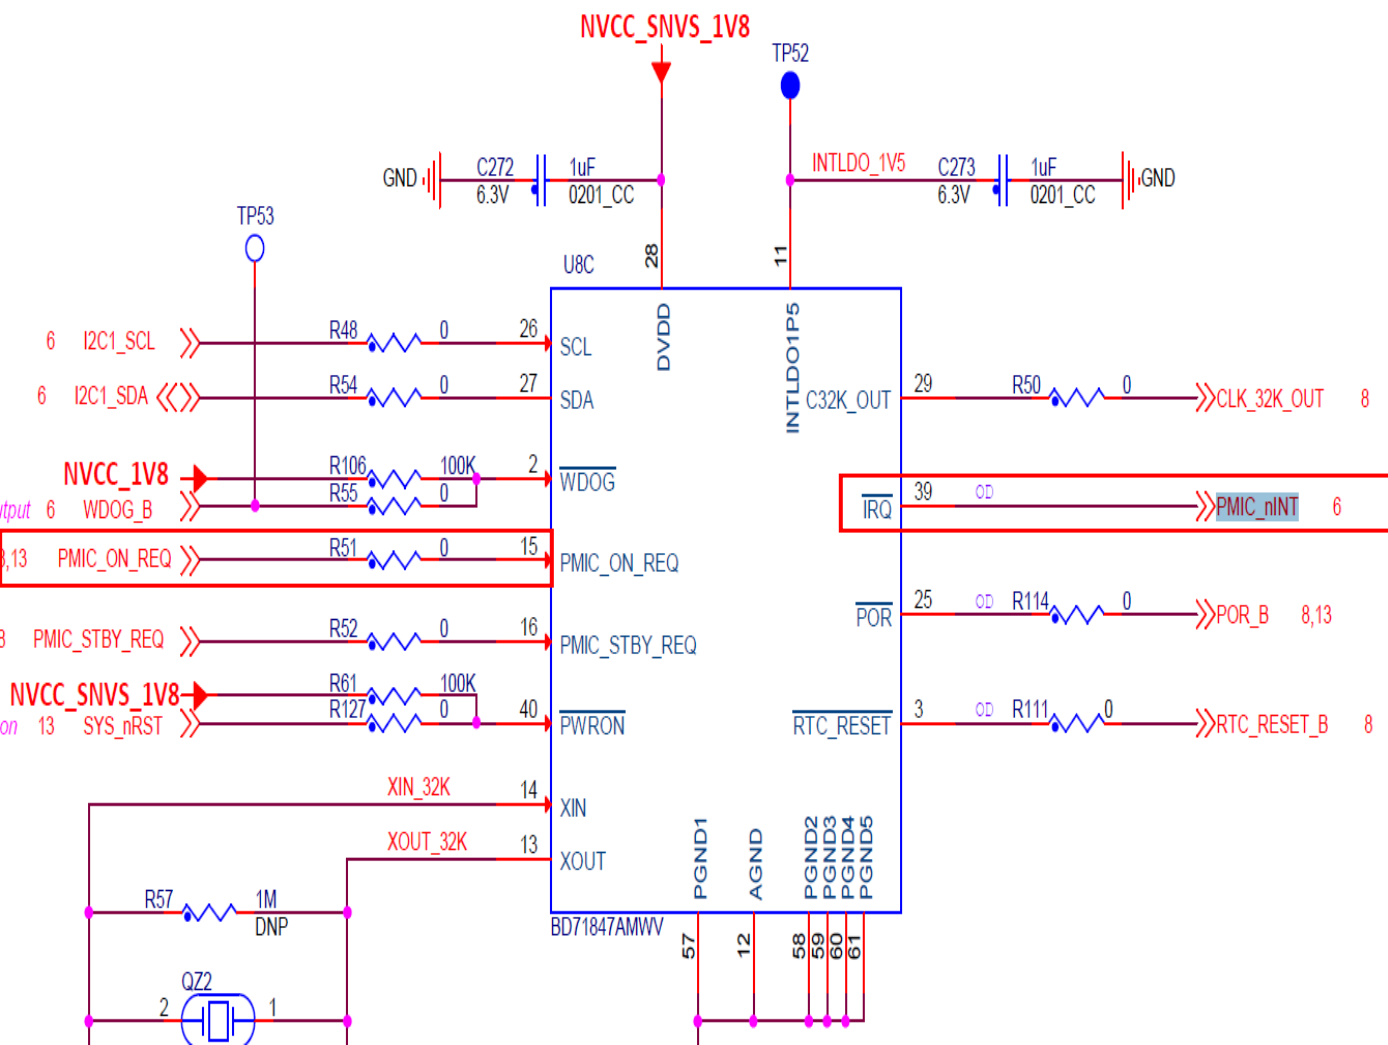 NVCC_SNVS_1V8
TP52
GND C272 1uF INTLDO_1V5 C273 1uF GND
6.3V 0201_CC 6.3V 0201_CC
TP53
28 11
U8C
DVDD INTLDO1P5
6 I2C1_SCL R48 0 26 SCL
6 I2C1_SDA R54 0 27 SDA C32K_OUT 29 R50 0 CLK_32K_OUT 8
NVCC_1V8 R106 100K 2 WDOG
utput 6 WDOG_B R55 0
IRQ 39 OD PMIC_nINT 6
3,13 PMIC_ON_REQ R51 0 15 PMIC_ON_REQ
POR 25 OD R114 0 POR_B 8,13
8 PMIC_STBY_REQ R52 0 16 PMIC_STBY_REQ
NVCC_SNVS_1V8 R61 100K
on 13 SYS_nRST R127 0 40 PWRON RTC_RESET 3 OD R111 0 RTC_RESET_B 8
XIN_32K 14 XIN
XOUT_32K 13 XOUT
PGND1 AGND PGND2 PGND3 PGND4 PGND5
R57 1M
DNP
BD71847AMWV
57 12 58 59 60 61
QZ2
2 1